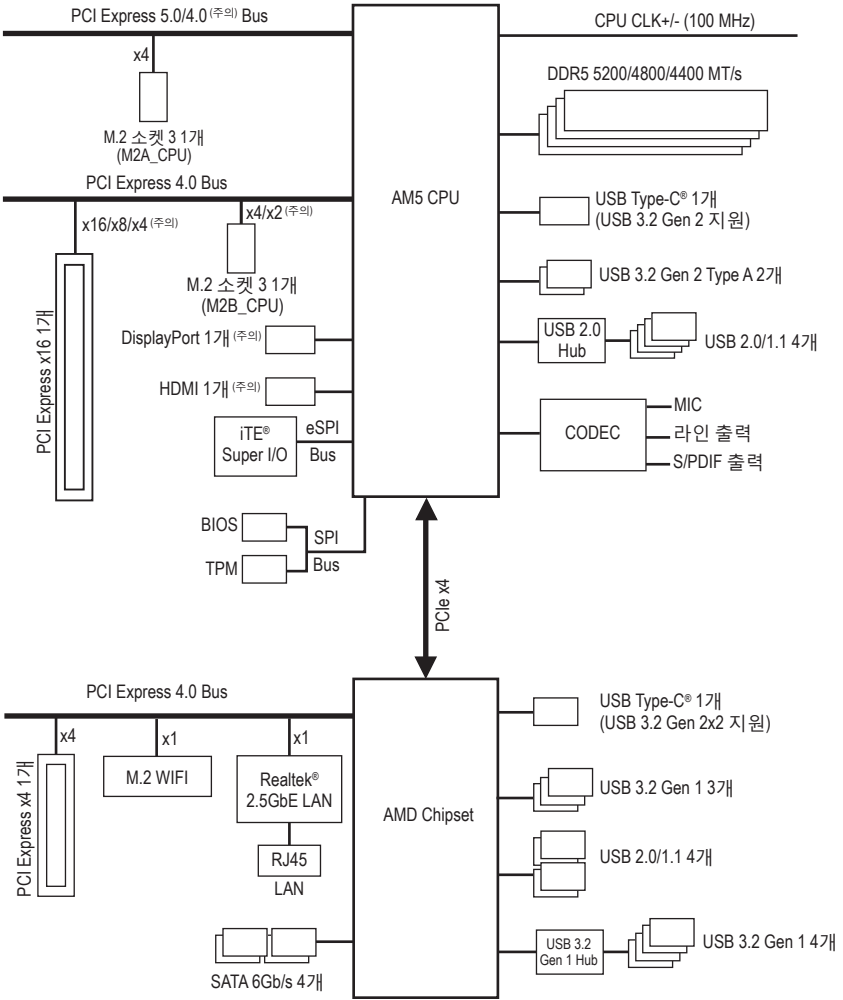 PCI Express 5.0/4.0 (주의) Bus
x4
M.2 소켓 3 1개
(M2A_CPU)
PCI Express 4.0 Bus
x16/x8/x4 (주의)
x4/x2 (주의)
M.2 소켓 3 1개
(M2B_CPU)
PCI Express x16 1개
DisplayPort 1개 (주의)
HDMI 1개 (주의)
iTE®
Super I/O
eSPI
Bus
BIOS
TPM
SPI
Bus
AM5 CPU
CPU CLK+/- (100 MHz)
DDR5 5200/4800/4400 MT/s
USB Type-C® 1개
(USB 3.2 Gen 2 지원)
USB 3.2 Gen 2 Type A 2개
USB 2.0
Hub
USB 2.0/1.1 4개
CODEC
MIC
라인 출력
S/PDIF 출력
PCIe x4
PCI Express 4.0 Bus
x4
x1
x1
PCI Express x4 1개
M.2 WIFI
Realtek®
2.5GbE LAN
RJ45
LAN
SATA 6Gb/s 4개
AMD Chipset
USB Type-C® 1개
(USB 3.2 Gen 2x2 지원)
USB 3.2 Gen 1 3개
USB 2.0/1.1 4개
USB 3.2
Gen 1 Hub
USB 3.2 Gen 1 4개